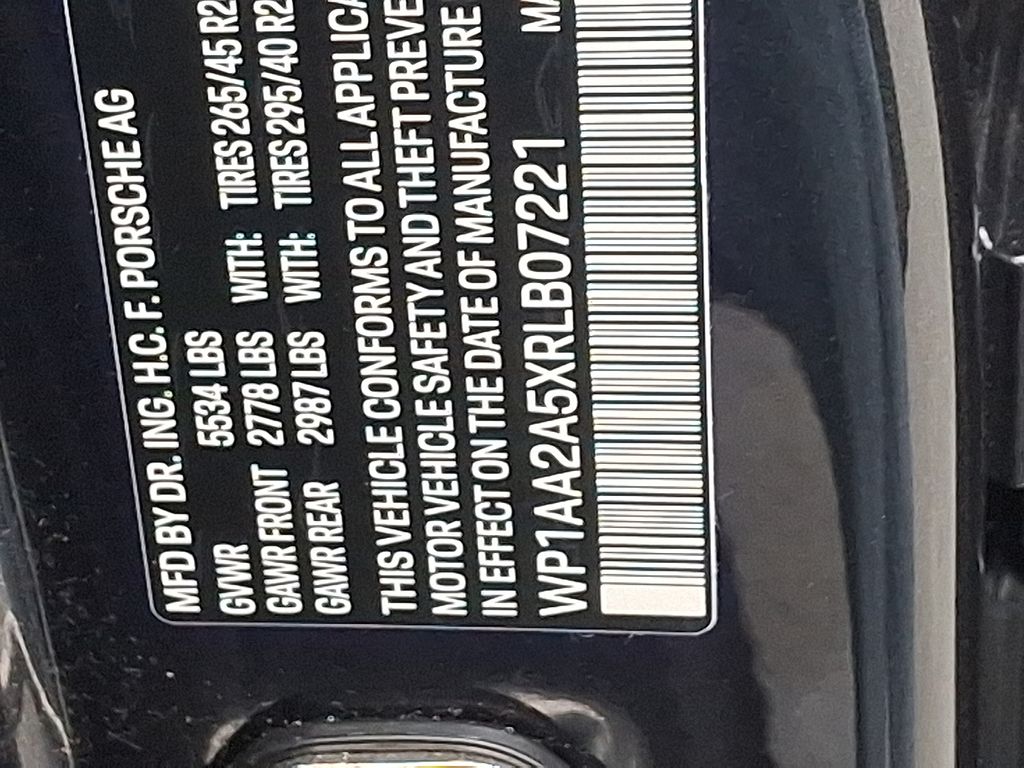 MFD BY DR. ING. H.C. F. PORSCHE AG
GVWR 5534 LBS
GAWR FRONT 2778 LBS WITH: TIRES 265/45 R2
GAWR REAR 2987 LBS WITH: TIRES 295/40 R2
THIS VEHICLE CONFORMS TO ALL APPLICA
MOTOR VEHICLE SAFETY AND THEFT PREVE
IN EFFECT ON THE DATE OF MANUFACTURE
WP1AA2A5XRLB07221 MA